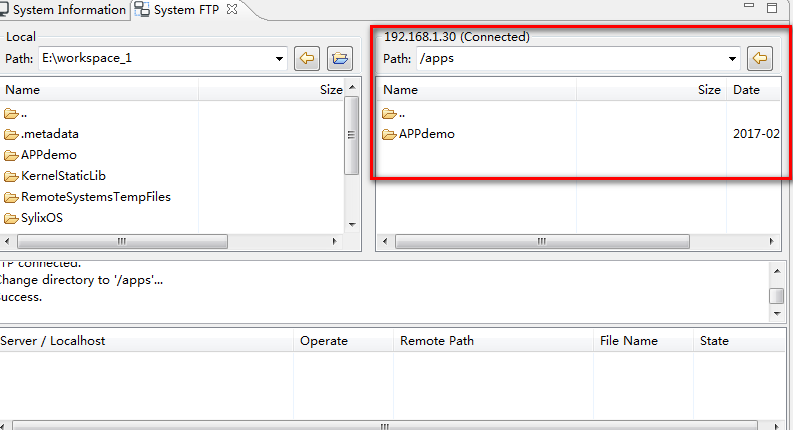 System Information
System FTP
Local
Path: E:\workspace_1
Name Size
..
.metadata
APPdemo
KernelStaticLib
RemoteSystemsTempFiles
SylixOS
192.168.1.30 (Connected)
Path: /apps
Name Size Date
..
APPdemo 2017-02
TP connected.
Change directory to '/apps'...
Success.
Server / Localhost Operate Remote Path File Name State